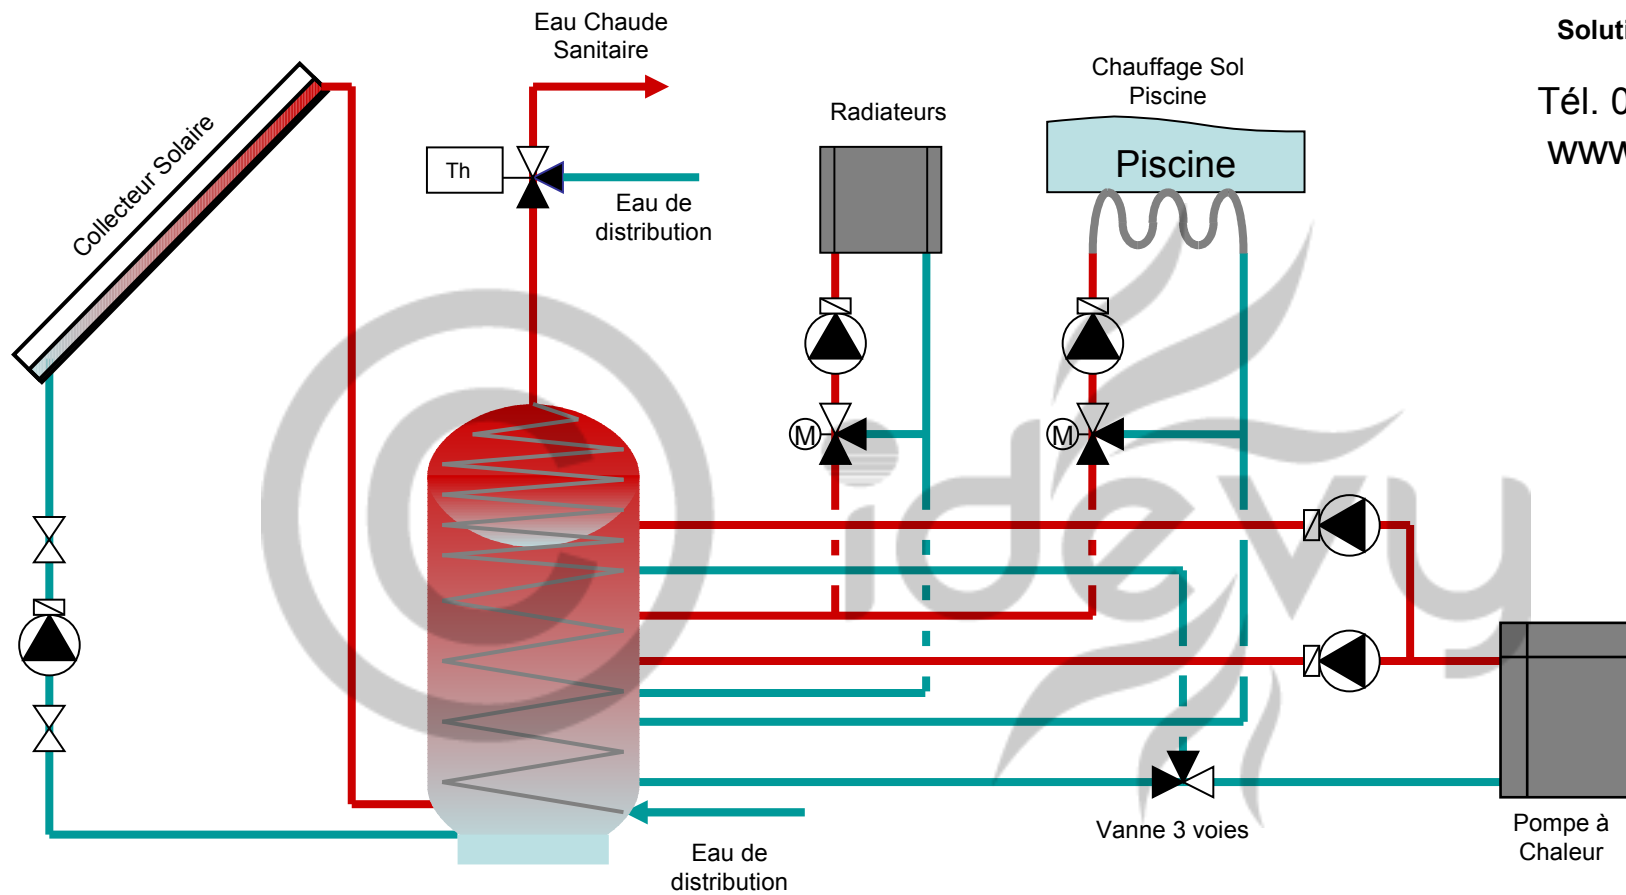 Eau Chaude
Sanitaire
Soluti
Chauffage Sol
Piscine
Tél. 0
www
Radiateurs
Collecteur Solaire
Th
Piscine
Eau de
distribution
M
M
©idevy
Vanne 3 voies
Pompe à
Chaleur
Eau de
distribution